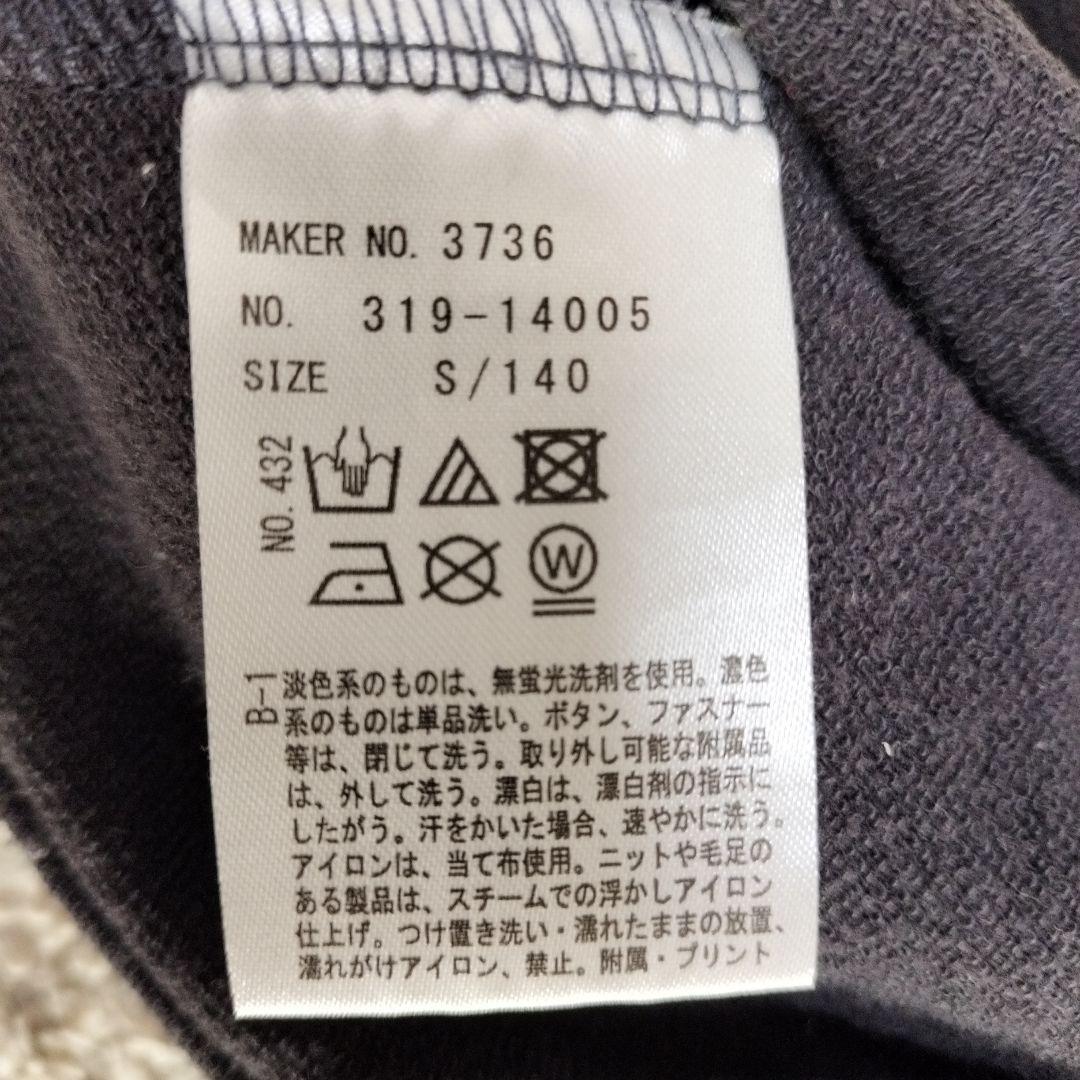 MAKER NO. 3736
NO. 319-14005
SIZE S/140
NO. 432
W
B-1
淡色系のものは、無蛍光洗剤を使用。濃色
系のものは単品洗い。ボタン、ファスナー
等は、閉じて洗う。取り外し可能な附属品
は、外して洗う。漂白は、漂白剤の指示に
したがう。汗をかいた場合、速やかに洗う。
アイロンは、当て布使用。ニットや毛足の
ある製品は、スチームでの浮かしアイロン
仕上げ。つけ置き洗い・濡れたままの放置、
濡れがけアイロン、禁止。附属・プリント